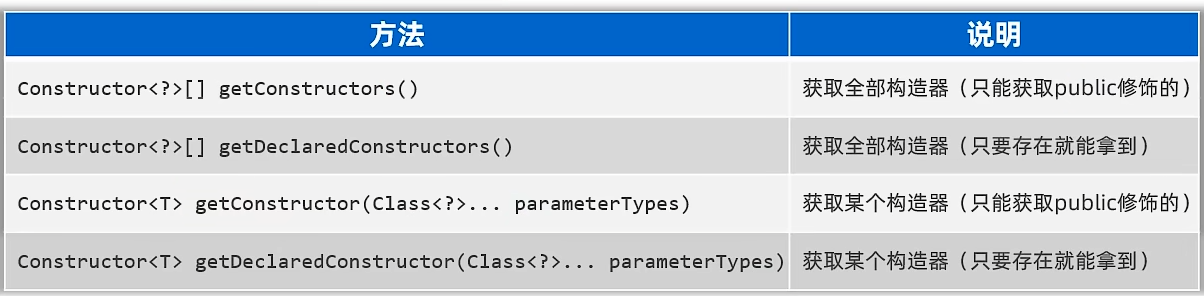 方法 说明
Constructor<?>[] getConstructors() 获取全部构造器（只能获取public修饰的）
Constructor<?>[] getDeclaredConstructors() 获取全部构造器（只要存在就能拿到）
Constructor<T> getConstructor(Class<?>... parameterTypes) 获取某个构造器（只能获取public修饰的）
Constructor<T> getDeclaredConstructor(Class<?>... parameterTypes) 获取某个构造器（只要存在就能拿到）